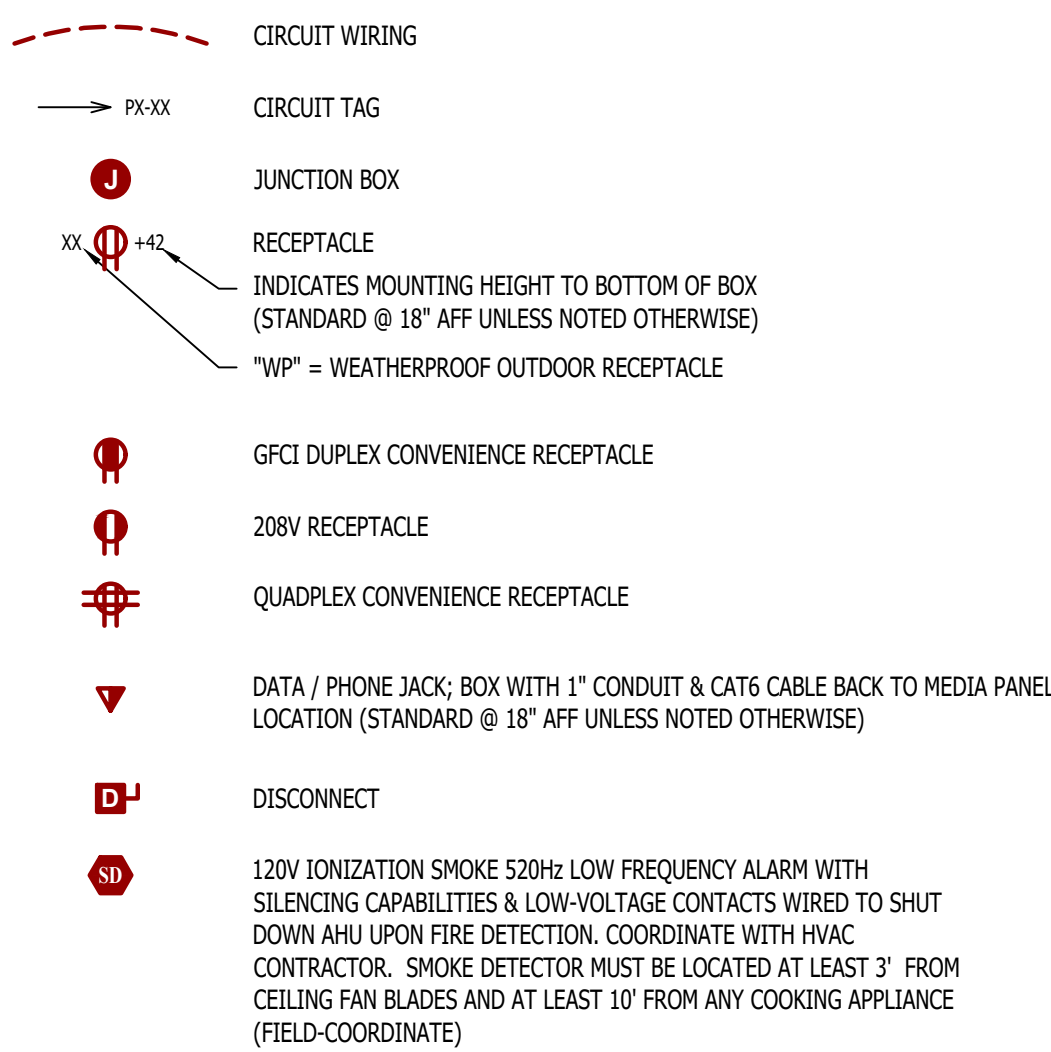 CIRCUIT WIRING
PX-XX CIRCUIT TAG
J JUNCTION BOX
XX +42 RECEPTACLE
INDICATES MOUNTING HEIGHT TO BOTTOM OF BOX
(STANDARD @ 18" AFF UNLESS NOTED OTHERWISE)
"WP" = WEATHERPROOF OUTDOOR RECEPTACLE
GFCI DUPLEX CONVENIENCE RECEPTACLE
208V RECEPTACLE
QUADPLEX CONVENIENCE RECEPTACLE
DATA / PHONE JACK; BOX WITH 1" CONDUIT & CAT6 CABLE BACK TO MEDIA PANEL
LOCATION (STANDARD @ 18" AFF UNLESS NOTED OTHERWISE)
D DISCONNECT
SD 120V IONIZATION SMOKE 520Hz LOW FREQUENCY ALARM WITH
SILENCING CAPABILITIES & LOW-VOLTAGE CONTACTS WIRED TO SHUT
DOWN AHU UPON FIRE DETECTION. COORDINATE WITH HVAC
CONTRACTOR. SMOKE DETECTOR MUST BE LOCATED AT LEAST 3' FROM
CEILING FAN BLADES AND AT LEAST 10' FROM ANY COOKING APPLIANCE
(FIELD-COORDINATE)